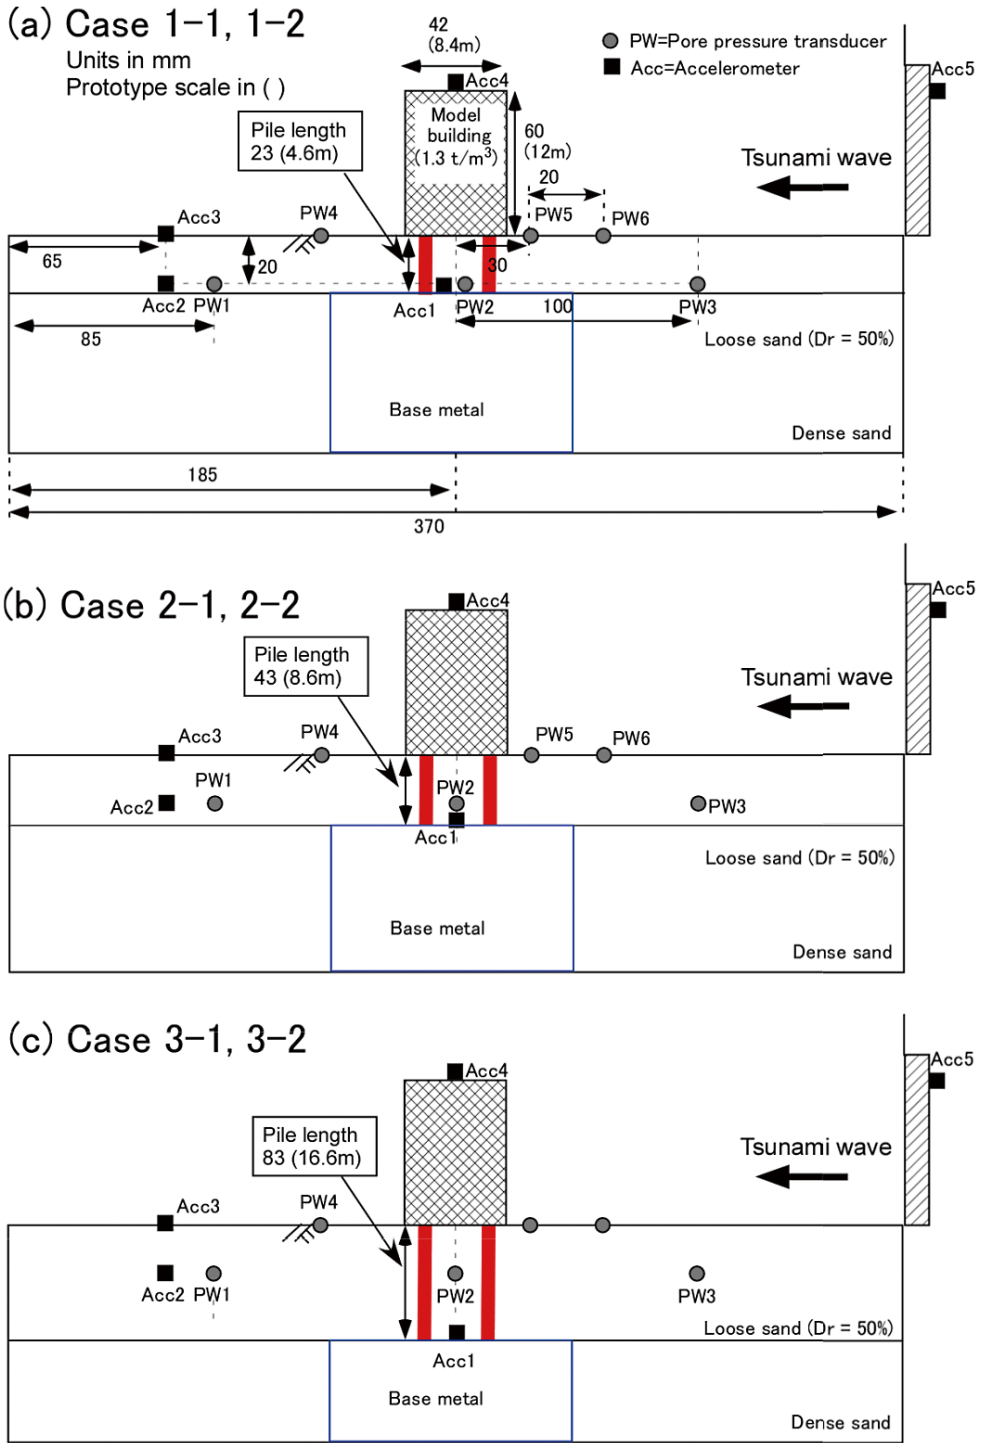 (a) Case 1-1, 1-2
Units in mm
Prototype scale in ( )
42
(8.4m)
PW=Pore pressure transducer
Acc=Accelerometer
Acc4
Acc5
Pile length
23 (4.6m)
Model
building
(1.3 t/m³)
60
(12m)
20
Tsunami wave
Acc3
PW4
PW5
PW6
65
20
30
Acc2
PW1
Acc1
PW2
100
PW3
85
Loose sand (Dr = 50%)
Base metal
Dense sand
185
370
(b) Case 2-1, 2-2
Acc4
Acc5
Pile length
43 (8.6m)
Tsunami wave
Acc3
PW4
PW5
PW6
PW1
PW2
Acc2
PW3
Acc1
Loose sand (Dr = 50%)
Base metal
Dense sand
(c) Case 3-1, 3-2
Acc4
Acc5
Pile length
83 (16.6m)
Tsunami wave
Acc3
PW4
Acc2
PW1
PW2
PW3
Loose sand (Dr = 50%)
Acc1
Base metal
Dense sand